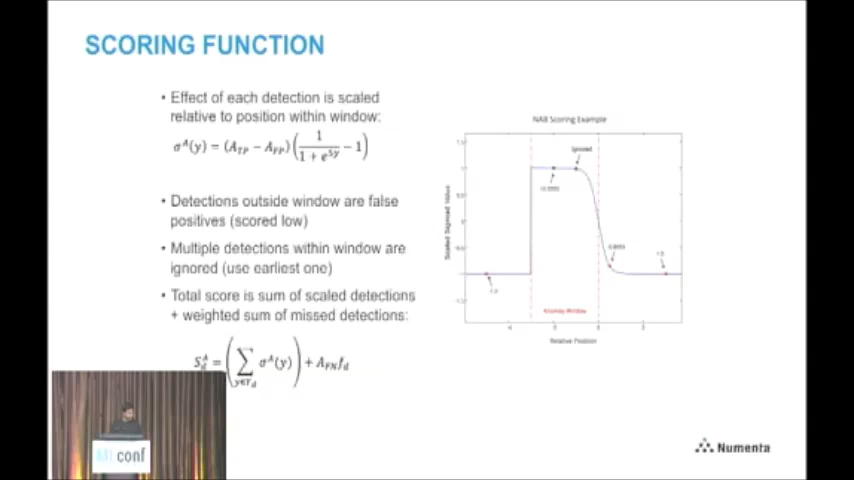 SCORING FUNCTION
• Effect of each detection is scaled
relative to position within window:
σᴬ(y) = (A_TP − A_FP)(1/(1 + e^{5y}) − 1)
• Detections outside window are false
positives (scored low)
• Multiple detections within window are
ignored (use earliest one)
• Total score is sum of scaled detections
+ weighted sum of missed detections:
S_d^A = (∑_{y∈Y_d} σᴬ(y)) + A_FN f_d
NAB Scoring Example
Ignored
Scaled Sigmoid Value
Anomaly Window
Relative Position
conf
Numenta